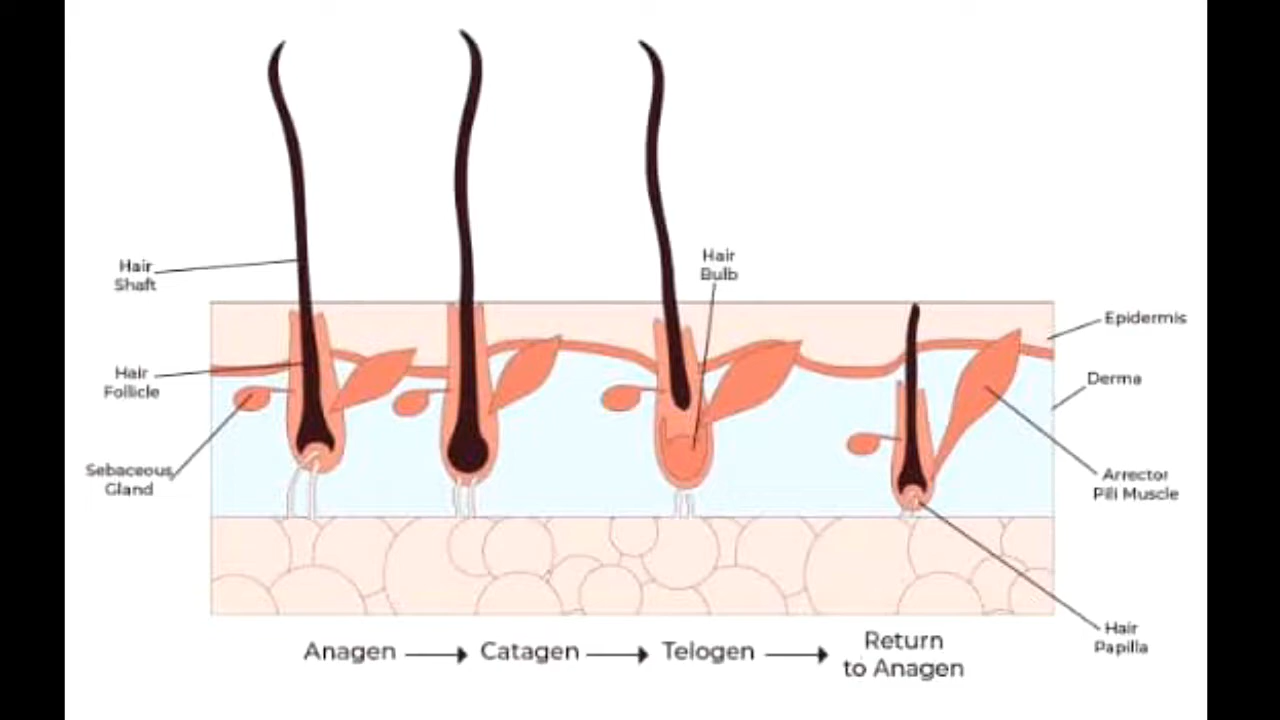 Hair
Shaft
Hair
Follicle
Sebaceous
Gland
Hair
Bulb
Epidermis
Derma
Arrector
Pili Muscle
Hair
Papilla
Anagen
Catagen
Telogen
Return
to Anagen